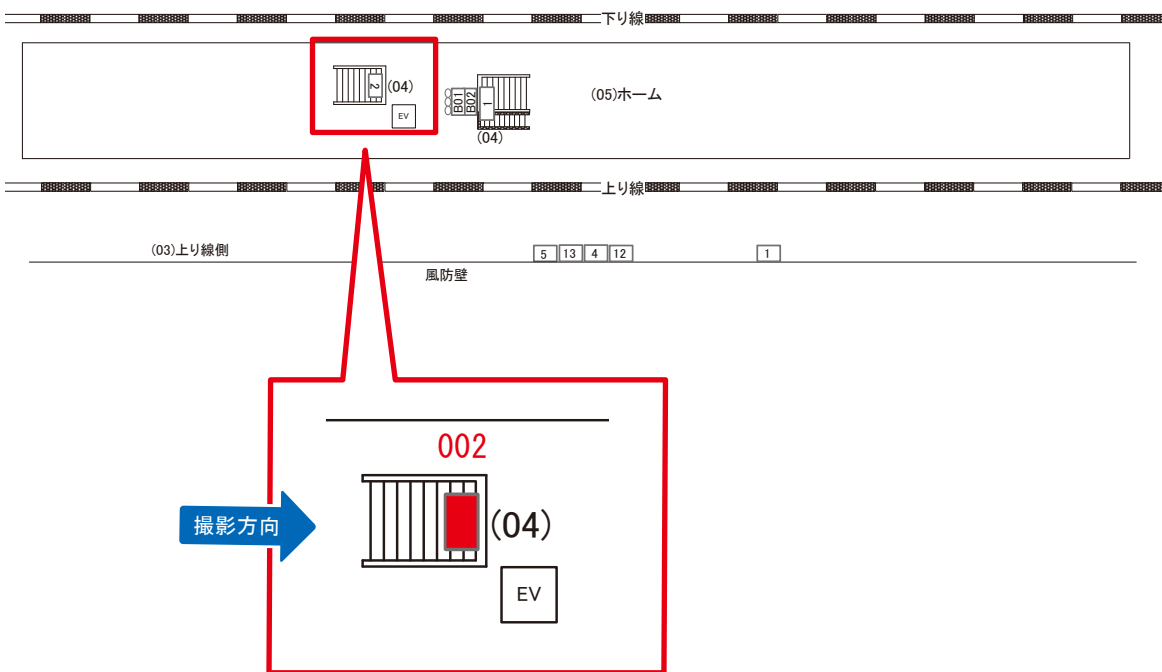 下り線
2
(04)
EV
B01
B02
1
(04)
(05)ホーム
上り線
(03)上り線側
5
13
4
12
1
風防壁
002
撮影方向
(04)
EV